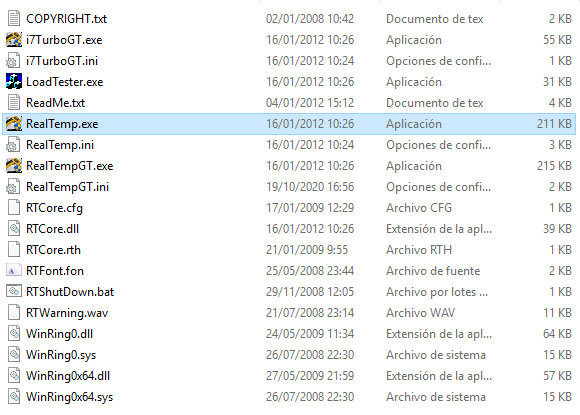 COPYRIGHT.txt 02/01/2008 10:42 Documento de tex 2 KB
i7TurboGT.exe 16/01/2012 10:26 Aplicación 55 KB
i7TurboGT.ini 16/01/2012 10:24 Opciones de confi... 1 KB
LoadTester.exe 16/01/2012 10:26 Aplicación 31 KB
ReadMe.txt 04/01/2012 15:12 Documento de tex 4 KB
RealTemp.exe 16/01/2012 10:26 Aplicación 211 KB
RealTemp.ini 16/01/2012 10:24 Opciones de confi... 3 KB
RealTempGT.exe 16/01/2012 10:26 Aplicación 215 KB
RealTempGT.ini 19/10/2020 16:56 Opciones de confi... 2 KB
RTCore.cfg 17/01/2009 12:29 Archivo CFG 1 KB
RTCore.dll 16/01/2012 10:26 Extensión de la apl... 39 KB
RTCore.rth 21/01/2009 9:55 Archivo RTH 1 KB
RTFont.fon 25/05/2008 23:44 Archivo de fuente 2 KB
RTShutDown.bat 29/11/2008 12:05 Archivo por lotes ... 1 KB
RTWarning.wav 21/07/2008 23:14 Archivo WAV 11 KB
WinRing0.dll 24/05/2009 11:34 Extensión de la apl... 64 KB
WinRing0.sys 26/07/2008 22:30 Archivo de sistema 15 KB
WinRing0x64.dll 27/05/2009 21:59 Extensión de la apl... 57 KB
WinRing0x64.sys 26/07/2008 22:30 Archivo de sistema 15 KB